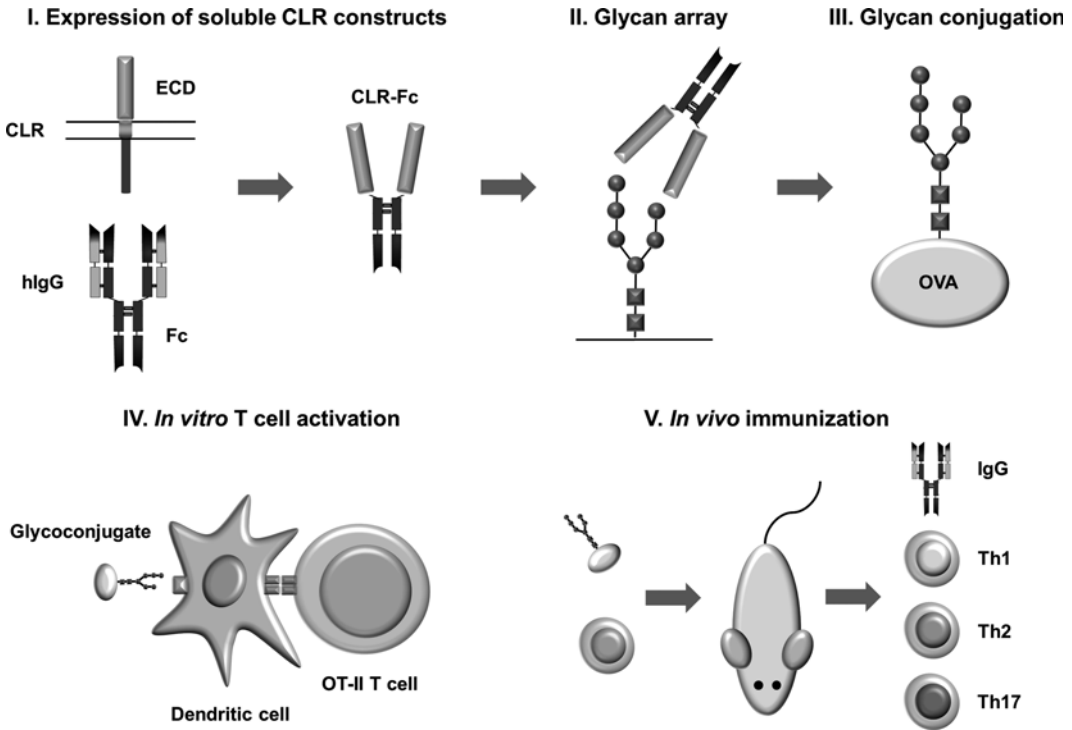 I. Expression of soluble CLR constructs
ECD
CLR
hIgG
Fc
CLR-Fc
II. Glycan array
III. Glycan conjugation
OVA
IV. In vitro T cell activation
Glycoconjugate
OT-II T cell
Dendritic cell
V. In vivo immunization
IgG
Th1
Th2
Th17